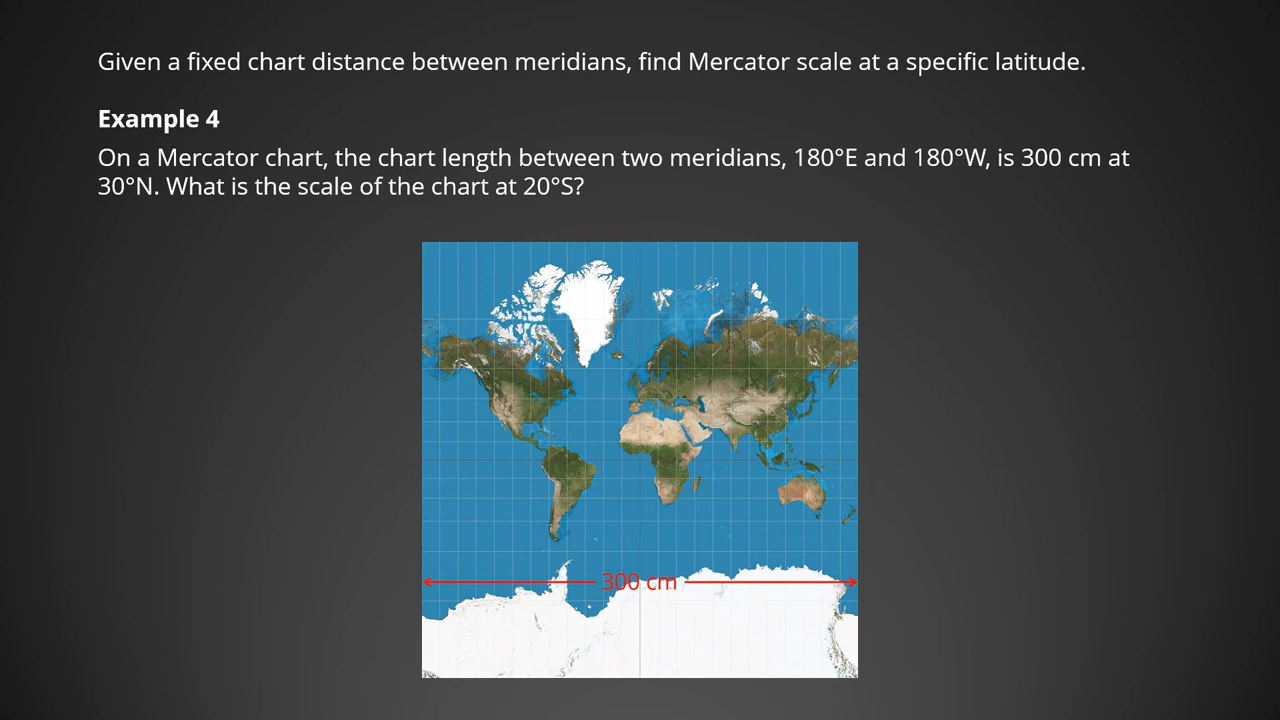 Given a fixed chart distance between meridians, find Mercator scale at a specific latitude.
Example 4
On a Mercator chart, the chart length between two meridians, 180°E and 180°W, is 300 cm at
30°N. What is the scale of the chart at 20°S?
300 cm